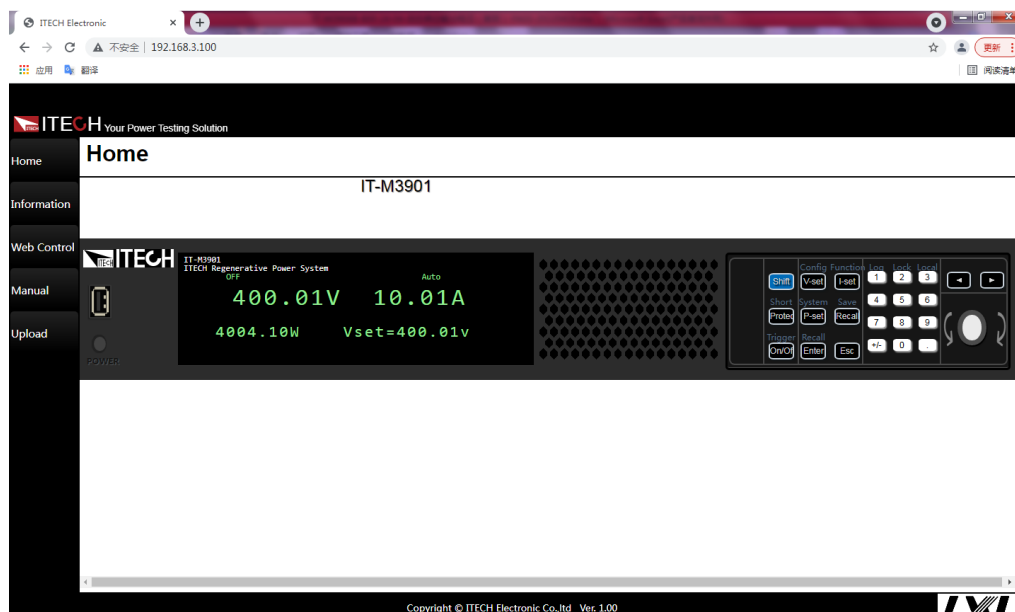 ITECH Electronic
不安全 | 192.168.3.100
更新
应用 翻译
阅读清单
ITECH Your Power Testing Solution
Home
Home
IT-M3901
Information
Web Control
Manual
Upload
ITECH
ITECH
IT-M3901
ITECH Regenerative Power System
OFF Auto
400.01V 10.01A
4004.10W Vset=400.01v
POWER
Config Function Log Lock Local
Shift V-set I-set 1 2 3
Short System Save 4 5 6
Protec P-set Recal
7 8 9
Trigger Recall
On/Of Enter Esc +/- 0 .
Copyright © ITECH Electronic Co.,ltd Ver. 1.00
LXI